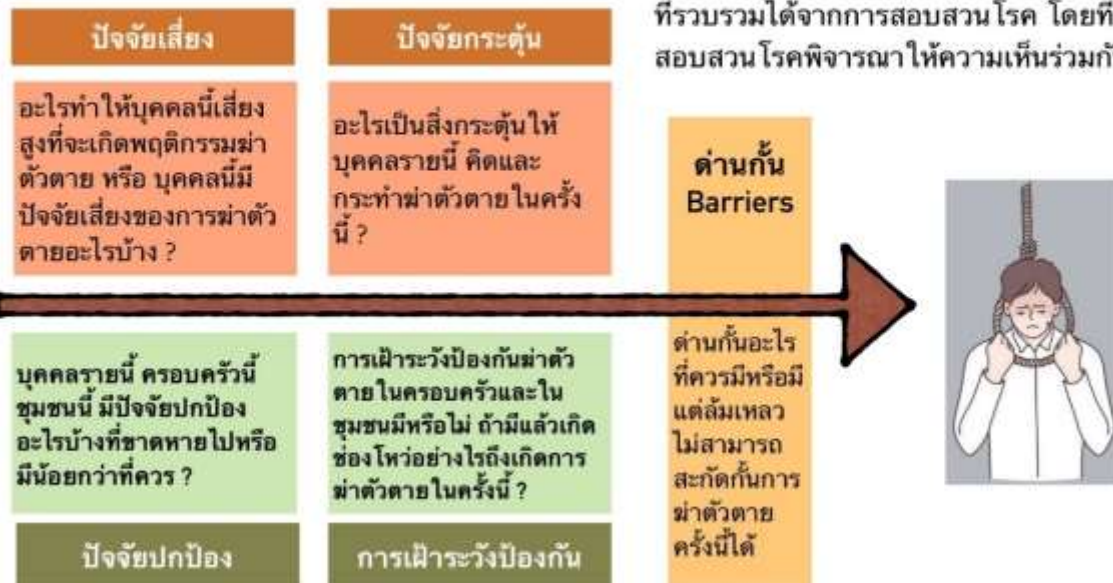 ที่รวบรวมได้จากการสอบสวนโรค โดยที
สอบสวนโรคพิจารณาให้ความเห็นร่วมกั
ปัจจัยเสี่ยง
อะไรทำให้บุคคลนี้เสี่ยง
สูงที่จะเกิดพฤติกรรมฆ่า
ตัวตาย หรือ บุคคลนี้มี
ปัจจัยเสี่ยงของการฆ่าตัว
ตายอะไรบ้าง ?
ปัจจัยกระตุ้น
อะไรเป็นสิ่งกระตุ้นให้
บุคคลรายนี้ คิดและ
กระทำฆ่าตัวตายในครั้ง
นี้ ?
ด่านกั้น
Barriers
บุคคลรายนี้ ครอบครัวนี้
ชุมชนนี้ มีปัจจัยปกป้อง
อะไรบ้างที่ขาดหายไปหรือ
มีน้อยกว่าที่ควร ?
ปัจจัยปกป้อง
การเฝ้าระวังป้องกันฆ่าตัว
ตายในครอบครัวและใน
ชุมชนมีหรือไม่ ถ้ามีแล้วเกิด
ช่องโหว่อย่างไรถึงเกิดการ
ฆ่าตัวตายในครั้งนี้ ?
การเฝ้าระวังป้องกัน
ด่านกั้นอะไร
ที่ควรมีหรือมี
แต่ล้มเหลว
ไม่สามารถ
สะกัดกั้นการ
ฆ่าตัวตาย
ครั้งนี้ได้